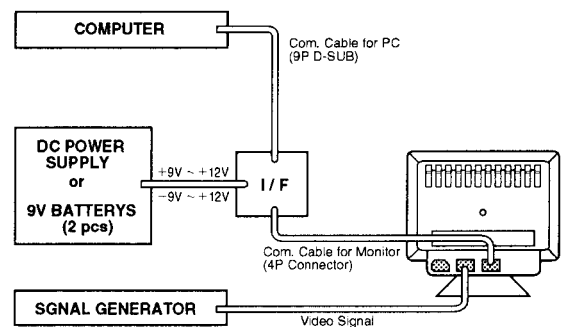 COMPUTER
Com. Cable for PC
(9P D-SUB)
DC POWER
SUPPLY
or
9V BATTERYS
(2 pcs)
+9V ~ +12V
−9V ~ +12V
I / F
Com. Cable for Monitor
(4P Connector)
SGNAL GENERATOR
Video Signal